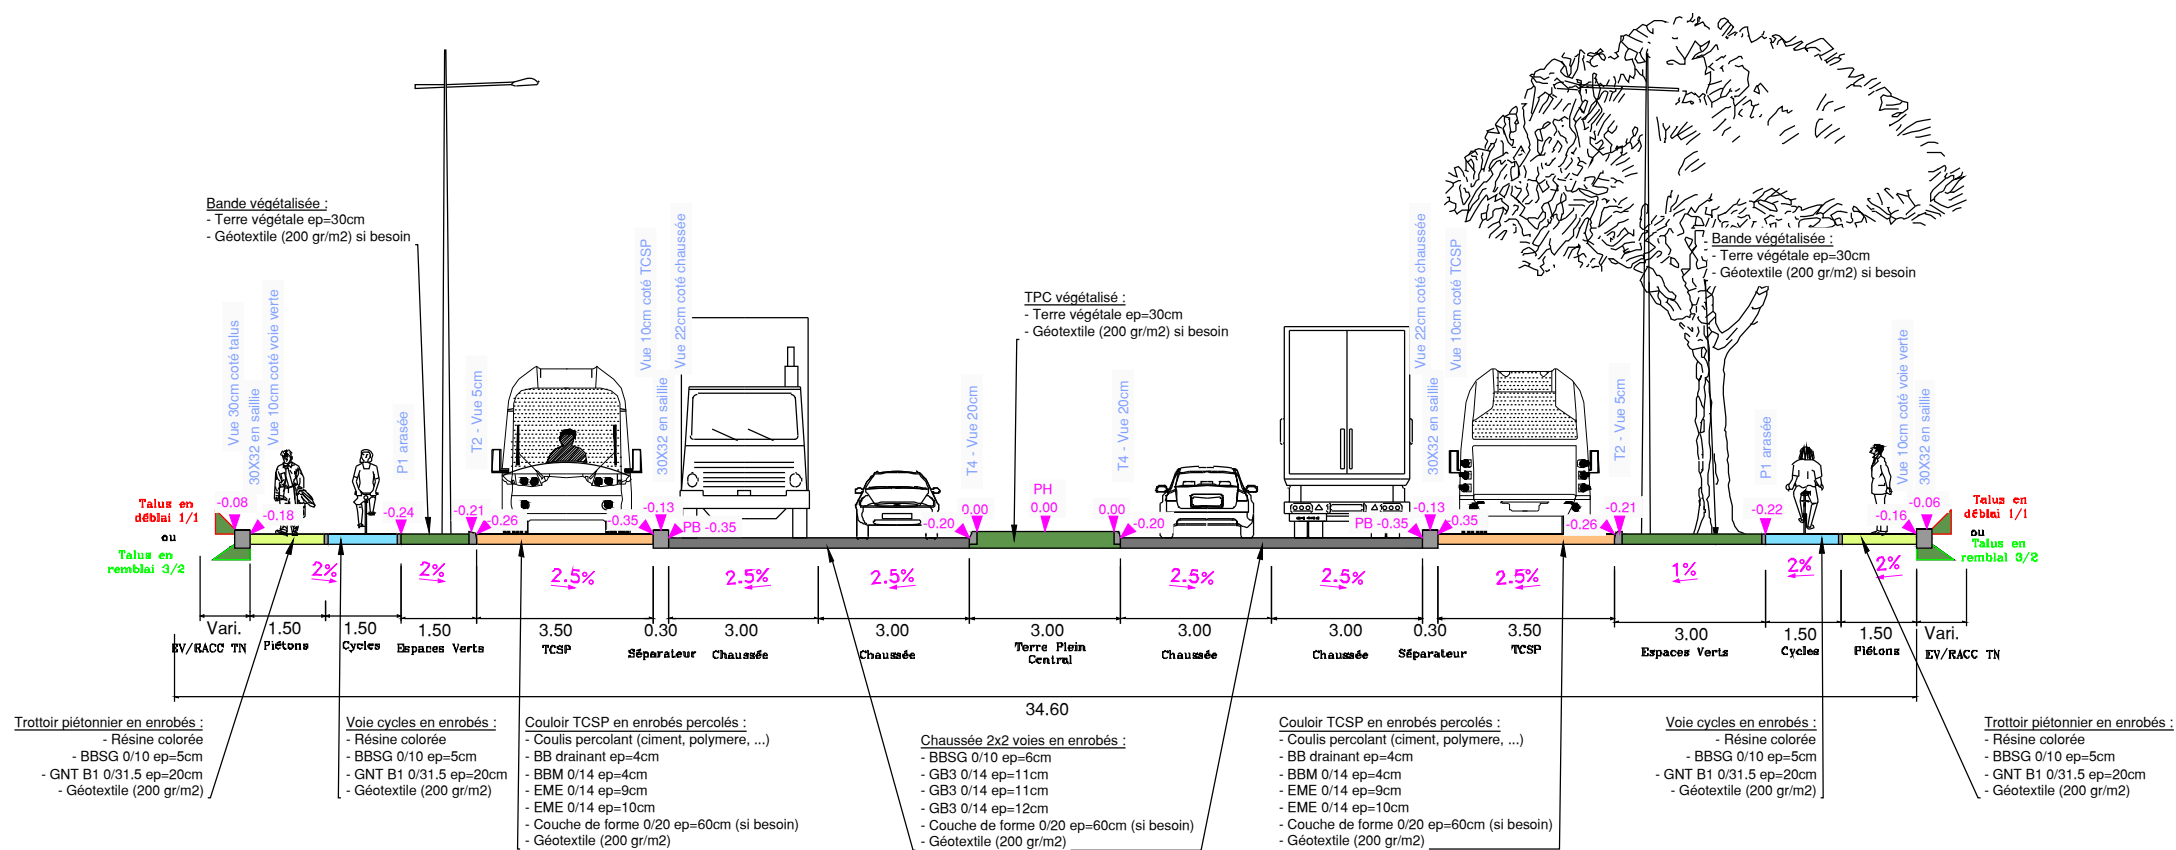 Bande végétalisée :
- Terre végétale ep=30cm
- Géotextile (200 gr/m2) si besoin
Bande végétalisée :
- Terre végétale ep=30cm
- Géotextile (200 gr/m2) si besoin
TPC végétalisé :
- Terre végétale ep=30cm
- Géotextile (200 gr/m2) si besoin
Vue 30cm coté talus
30X32 en saillie
Vue 10cm coté voie verte
P1 arasée
T2 - Vue 5cm
Vue 10cm coté TCSP
30X32 en saillie
Vue 22cm coté chaussée
T4 - Vue 20cm
T4 - Vue 20cm
Vue 22cm coté chaussée
30X32 en saillie
Vue 10cm coté TCSP
T2 - Vue 5cm
P1 arasée
Vue 10cm coté voie verte
30X32 en saillie
Talus en
déblai 1/1
ou
Talus en
remblai 3/2
-0.08
-0.18
-0.24
-0.21
-0.26
-0.35
-0.13
PB -0.35
-0.20
0.00
PH
0.00
0.00
-0.20
PB -0.35
-0.13
-0.35
-0.26
-0.21
-0.22
-0.16
-0.06
Talus en
déblai 1/1
ou
Talus en
remblai 3/2
2%
2%
2.5%
2.5%
2.5%
2.5%
2.5%
2.5%
1%
2%
2%
Vari.
1.50
1.50
1.50
3.50
0.30
3.00
3.00
3.00
3.00
3.00
0.30
3.50
3.00
1.50
1.50
Vari.
EV/RACC TN
Piétons
Cycles
Espaces Verts
TCSP
Séparateur
Chaussée
Chaussée
Terre Plein
Central
Chaussée
Chaussée
Séparateur
TCSP
Espaces Verts
Cycles
Piétons
EV/RACC TN
34.60
Trottoir piétonnier en enrobés :
- Résine colorée
- BBSG 0/10 ep=5cm
- GNT B1 0/31.5 ep=20cm
- Géotextile (200 gr/m2)
Voie cycles en enrobés :
- Résine colorée
- BBSG 0/10 ep=5cm
- GNT B1 0/31.5 ep=20cm
- Géotextile (200 gr/m2)
Couloir TCSP en enrobés percolés :
- Coulis percolant (ciment, polymere, ...)
- BB drainant ep=4cm
- BBM 0/14 ep=4cm
- EME 0/14 ep=9cm
- EME 0/14 ep=10cm
- Couche de forme 0/20 ep=60cm (si besoin)
- Géotextile (200 gr/m2)
Chaussée 2x2 voies en enrobés :
- BBSG 0/10 ep=6cm
- GB3 0/14 ep=11cm
- GB3 0/14 ep=11cm
- GB3 0/14 ep=12cm
- Couche de forme 0/20 ep=60cm (si besoin)
- Géotextile (200 gr/m2)
Couloir TCSP en enrobés percolés :
- Coulis percolant (ciment, polymere, ...)
- BB drainant ep=4cm
- BBM 0/14 ep=4cm
- EME 0/14 ep=9cm
- EME 0/14 ep=10cm
- Couche de forme 0/20 ep=60cm (si besoin)
- Géotextile (200 gr/m2)
Voie cycles en enrobés :
- Résine colorée
- BBSG 0/10 ep=5cm
- GNT B1 0/31.5 ep=20cm
- Géotextile (200 gr/m2)
Trottoir piétonnier en enrobés :
- Résine colorée
- BBSG 0/10 ep=5cm
- GNT B1 0/31.5 ep=20cm
- Géotextile (200 gr/m2)